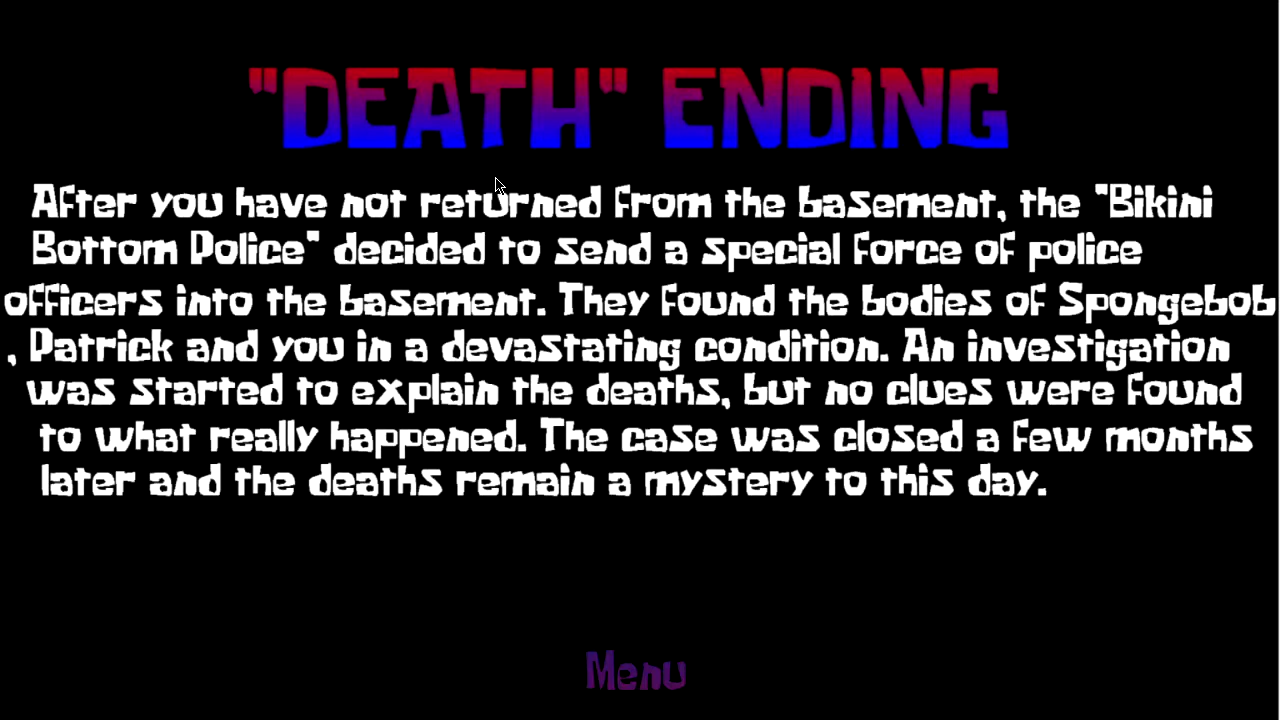 "DEATH" ENDING
After you have not returned from the basement, the "Bikini
Bottom Police" decided to send a special force of police
officers into the basement. They found the bodies of Spongebob
, Patrick and you in a devastating condition. An investigation
was started to explain the deaths, but no clues were found
to what really happened. The case was closed a few months
later and the deaths remain a mystery to this day.
Menu